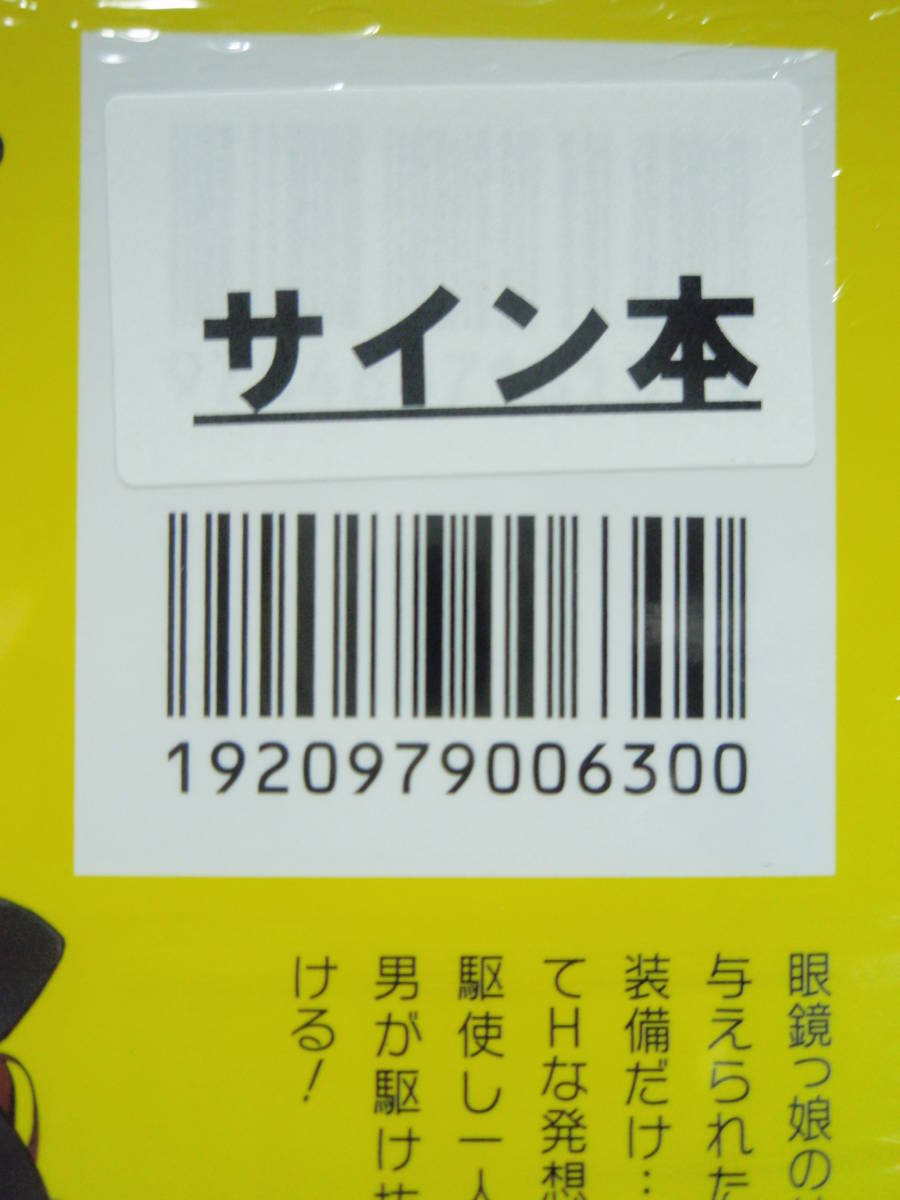 サイン本
1920979006300
眼鏡っ娘の
与えられた
装備だけ…
てHな発想
駆使し一人
男が駆け
ける！